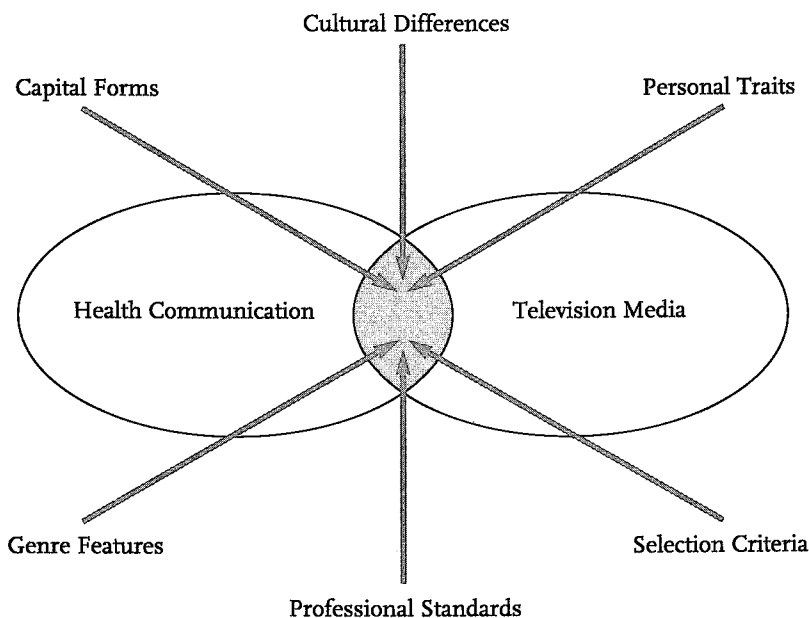 Cultural Differences
Capital Forms
Personal Traits
Health Communication
Television Media
Genre Features
Selection Criteria
Professional Standards